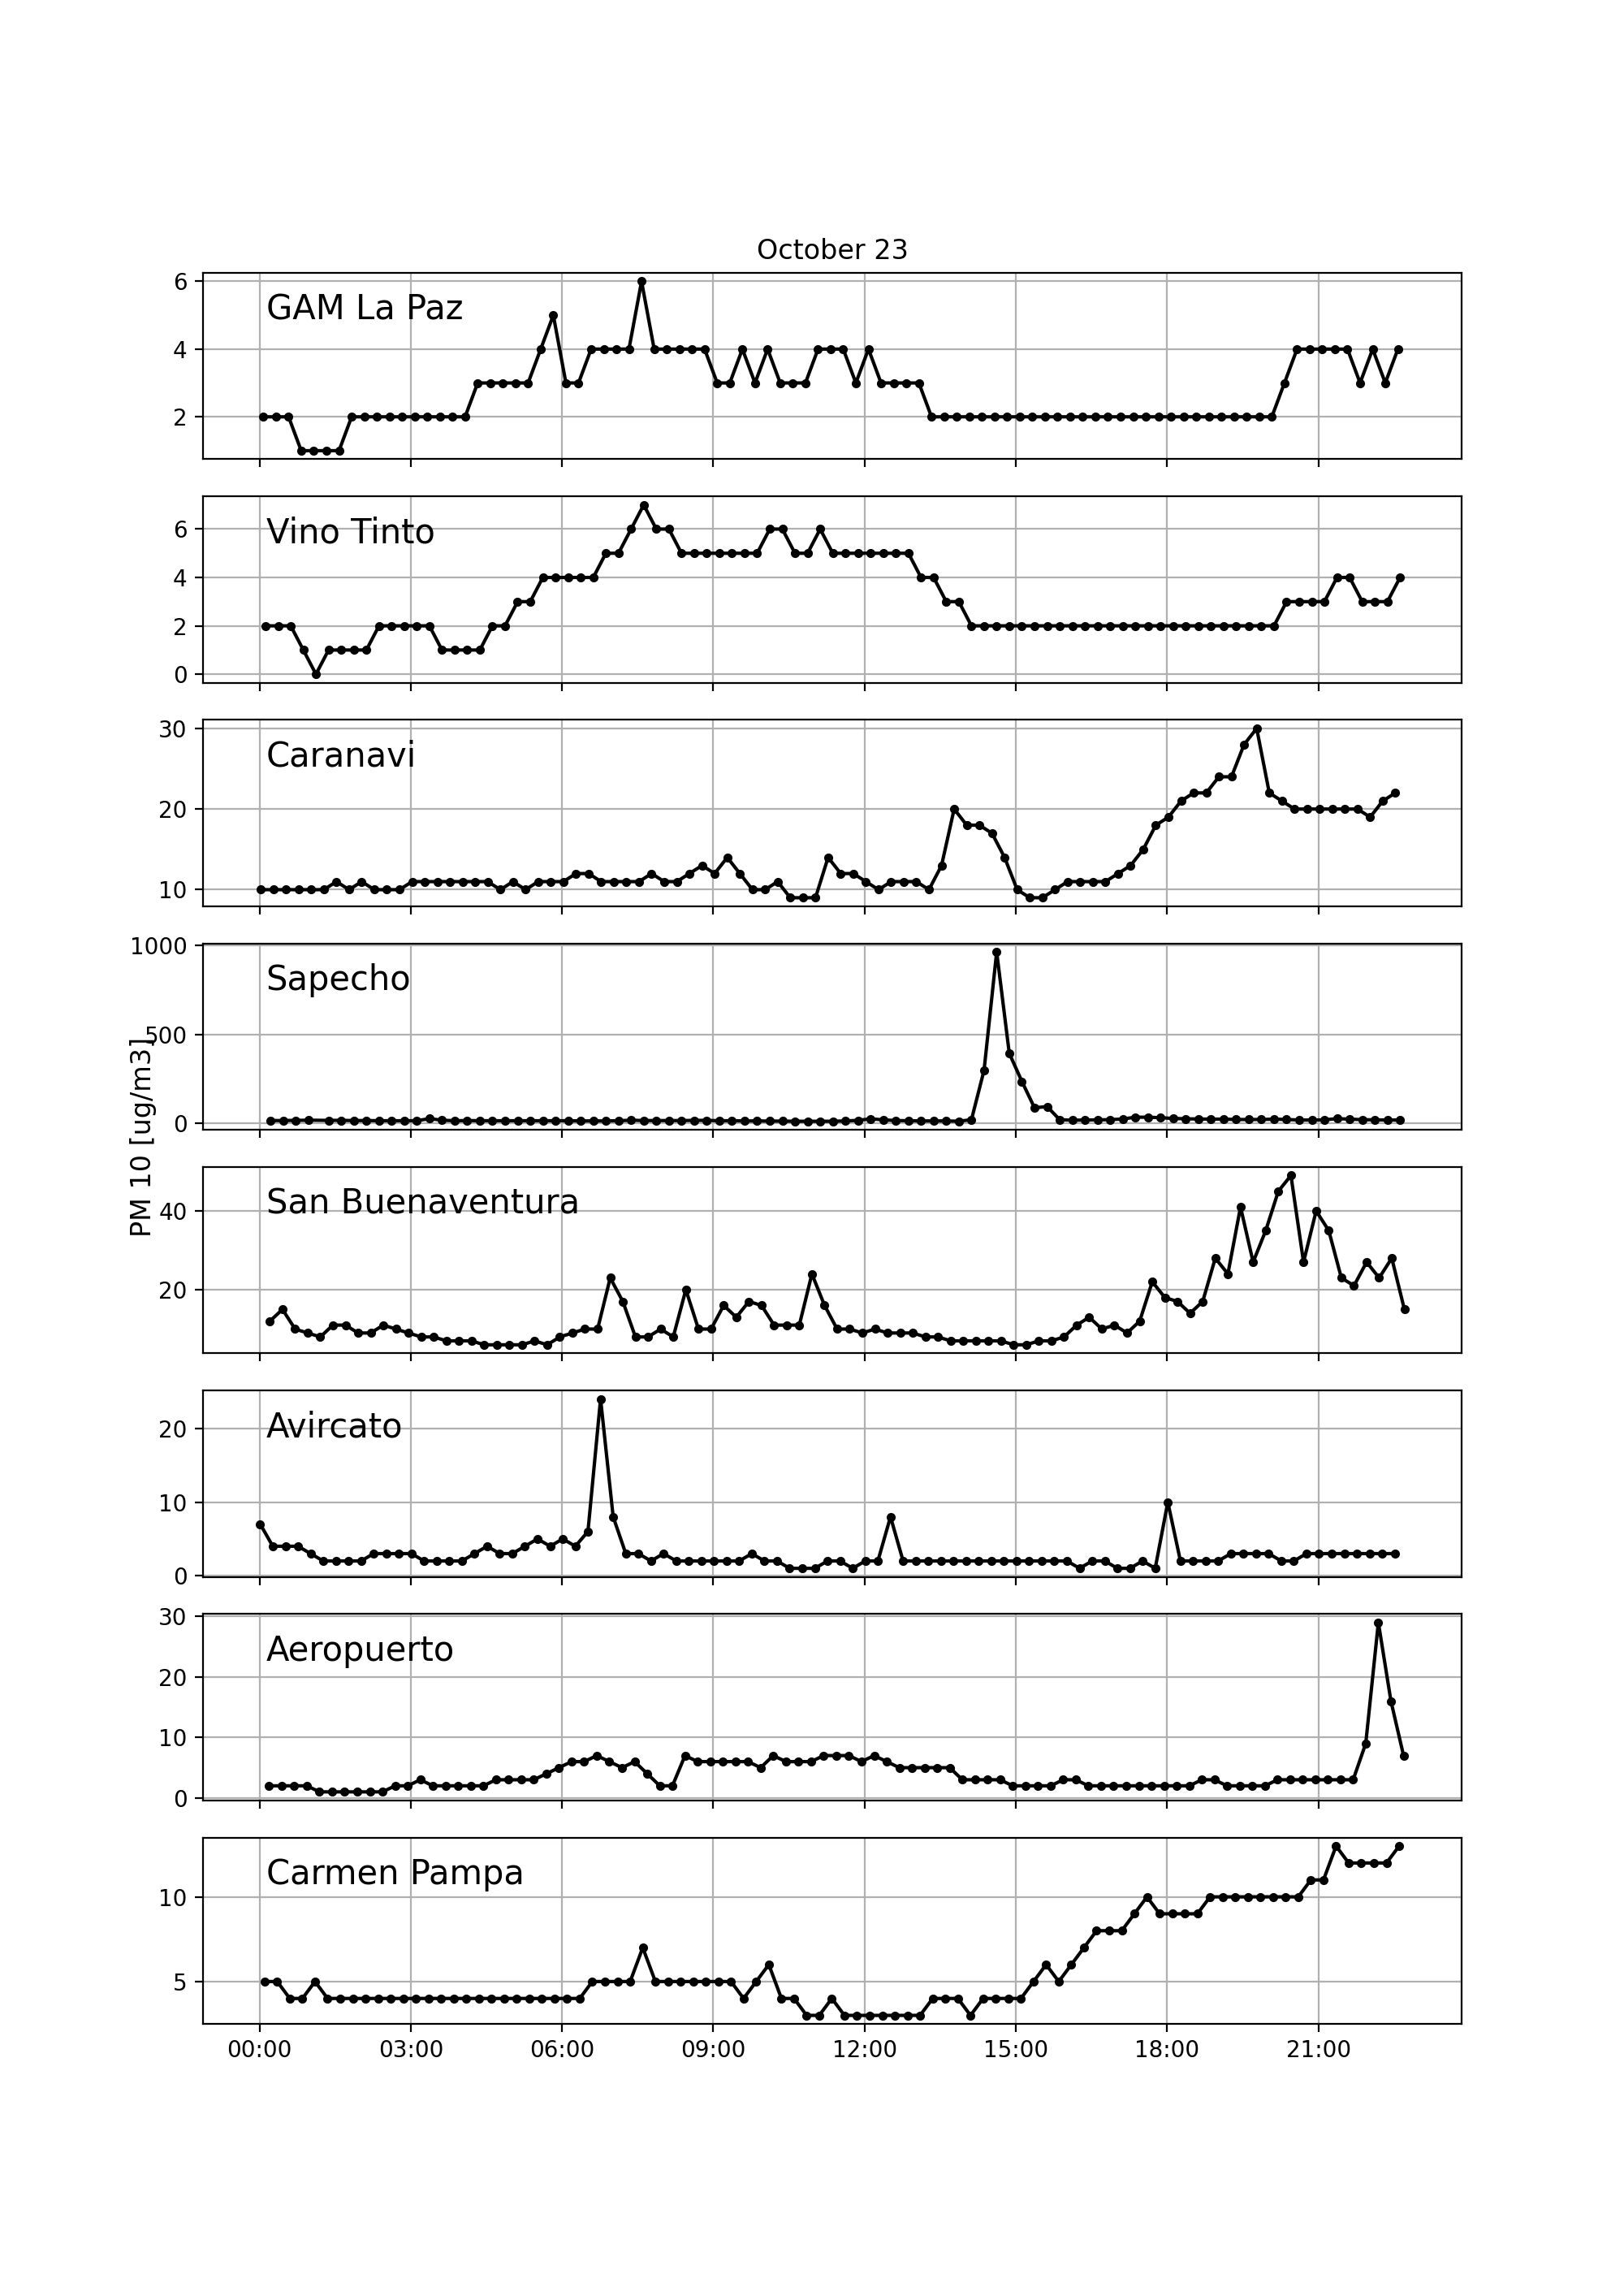 October 23
6
GAM La Paz
4
2
6
Vino Tinto
4
2
0
30
Caranavi
20
10
1000
Sapecho
500
0
PM 10 [ug/m3]
San Buenaventura
40
20
20
Avircato
10
0
30
Aeropuerto
20
10
0
Carmen Pampa
10
5
00:00 03:00 06:00 09:00 12:00 15:00 18:00 21:00